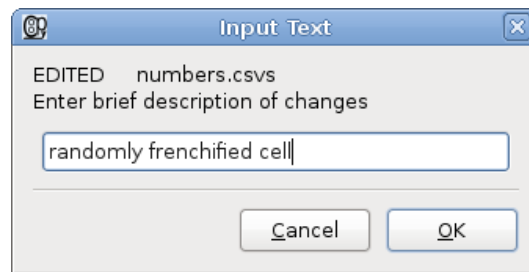 Input Text
EDITED numbers.csvs
Enter brief description of changes
randomly frenchified cell
Cancel OK